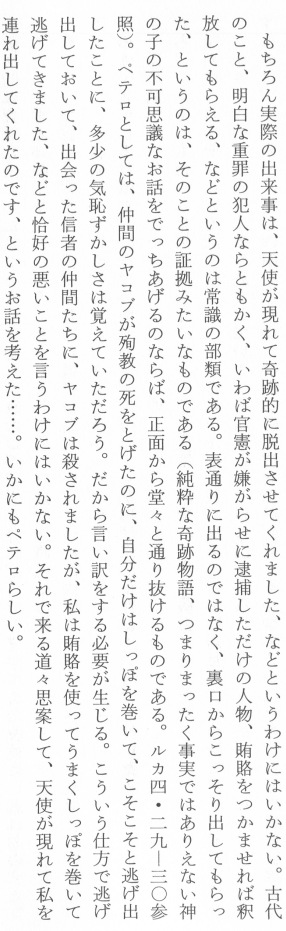 もちろん実際の出来事は、天使が現れて奇跡的に脱出させてくれました、などというわけにはいかない。古代
のこと、明白な重罪の犯人ならともかく、いわば官憲が嫌がらせに逮捕しただけの人物、賄賂をつかませれば釈
放してもらえる、などというのは常識の部類である。表通りに出るのではなく、裏口からこっそり出してもらっ
た、というのは、そのことの証拠みたいなものである（純粋な奇跡物語、つまりまったく事実ではありえない神
の子の不可思議なお話をでっちあげるのならば、正面から堂々と通り抜けるものである。ルカ四・二九―三〇参
照）。ペテロとしては、仲間のヤコブが殉教の死をとげたのに、自分だけはしっぽを巻いて、こそこそと逃げ出
したことに、多少の気恥ずかしさは覚えていただろう。だから言い訳をする必要が生じる。こういう仕方で逃げ
出しておいて、出会った信者の仲間たちに、ヤコブは殺されましたが、私は賄賂を使ってうまくしっぽを巻いて
逃げてきました、などと恰好の悪いことを言うわけにはいかない。それで来る道々思案して、天使が現れて私を
連れ出してくれたのです、というお話を考えた……。いかにもペテロらしい。